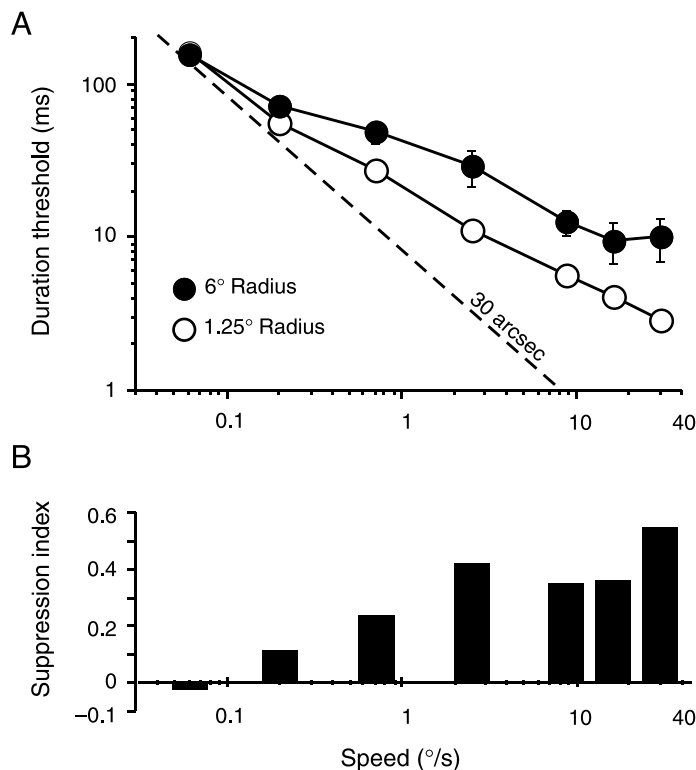 A
Duration threshold (ms)
100
10
1
6° Radius
1.25° Radius
30 arcsec
0.1
1
10
40
B
Suppression index
0.6
0.4
0.2
0
–0.1
0.1
1
10
40
Speed (°/s)